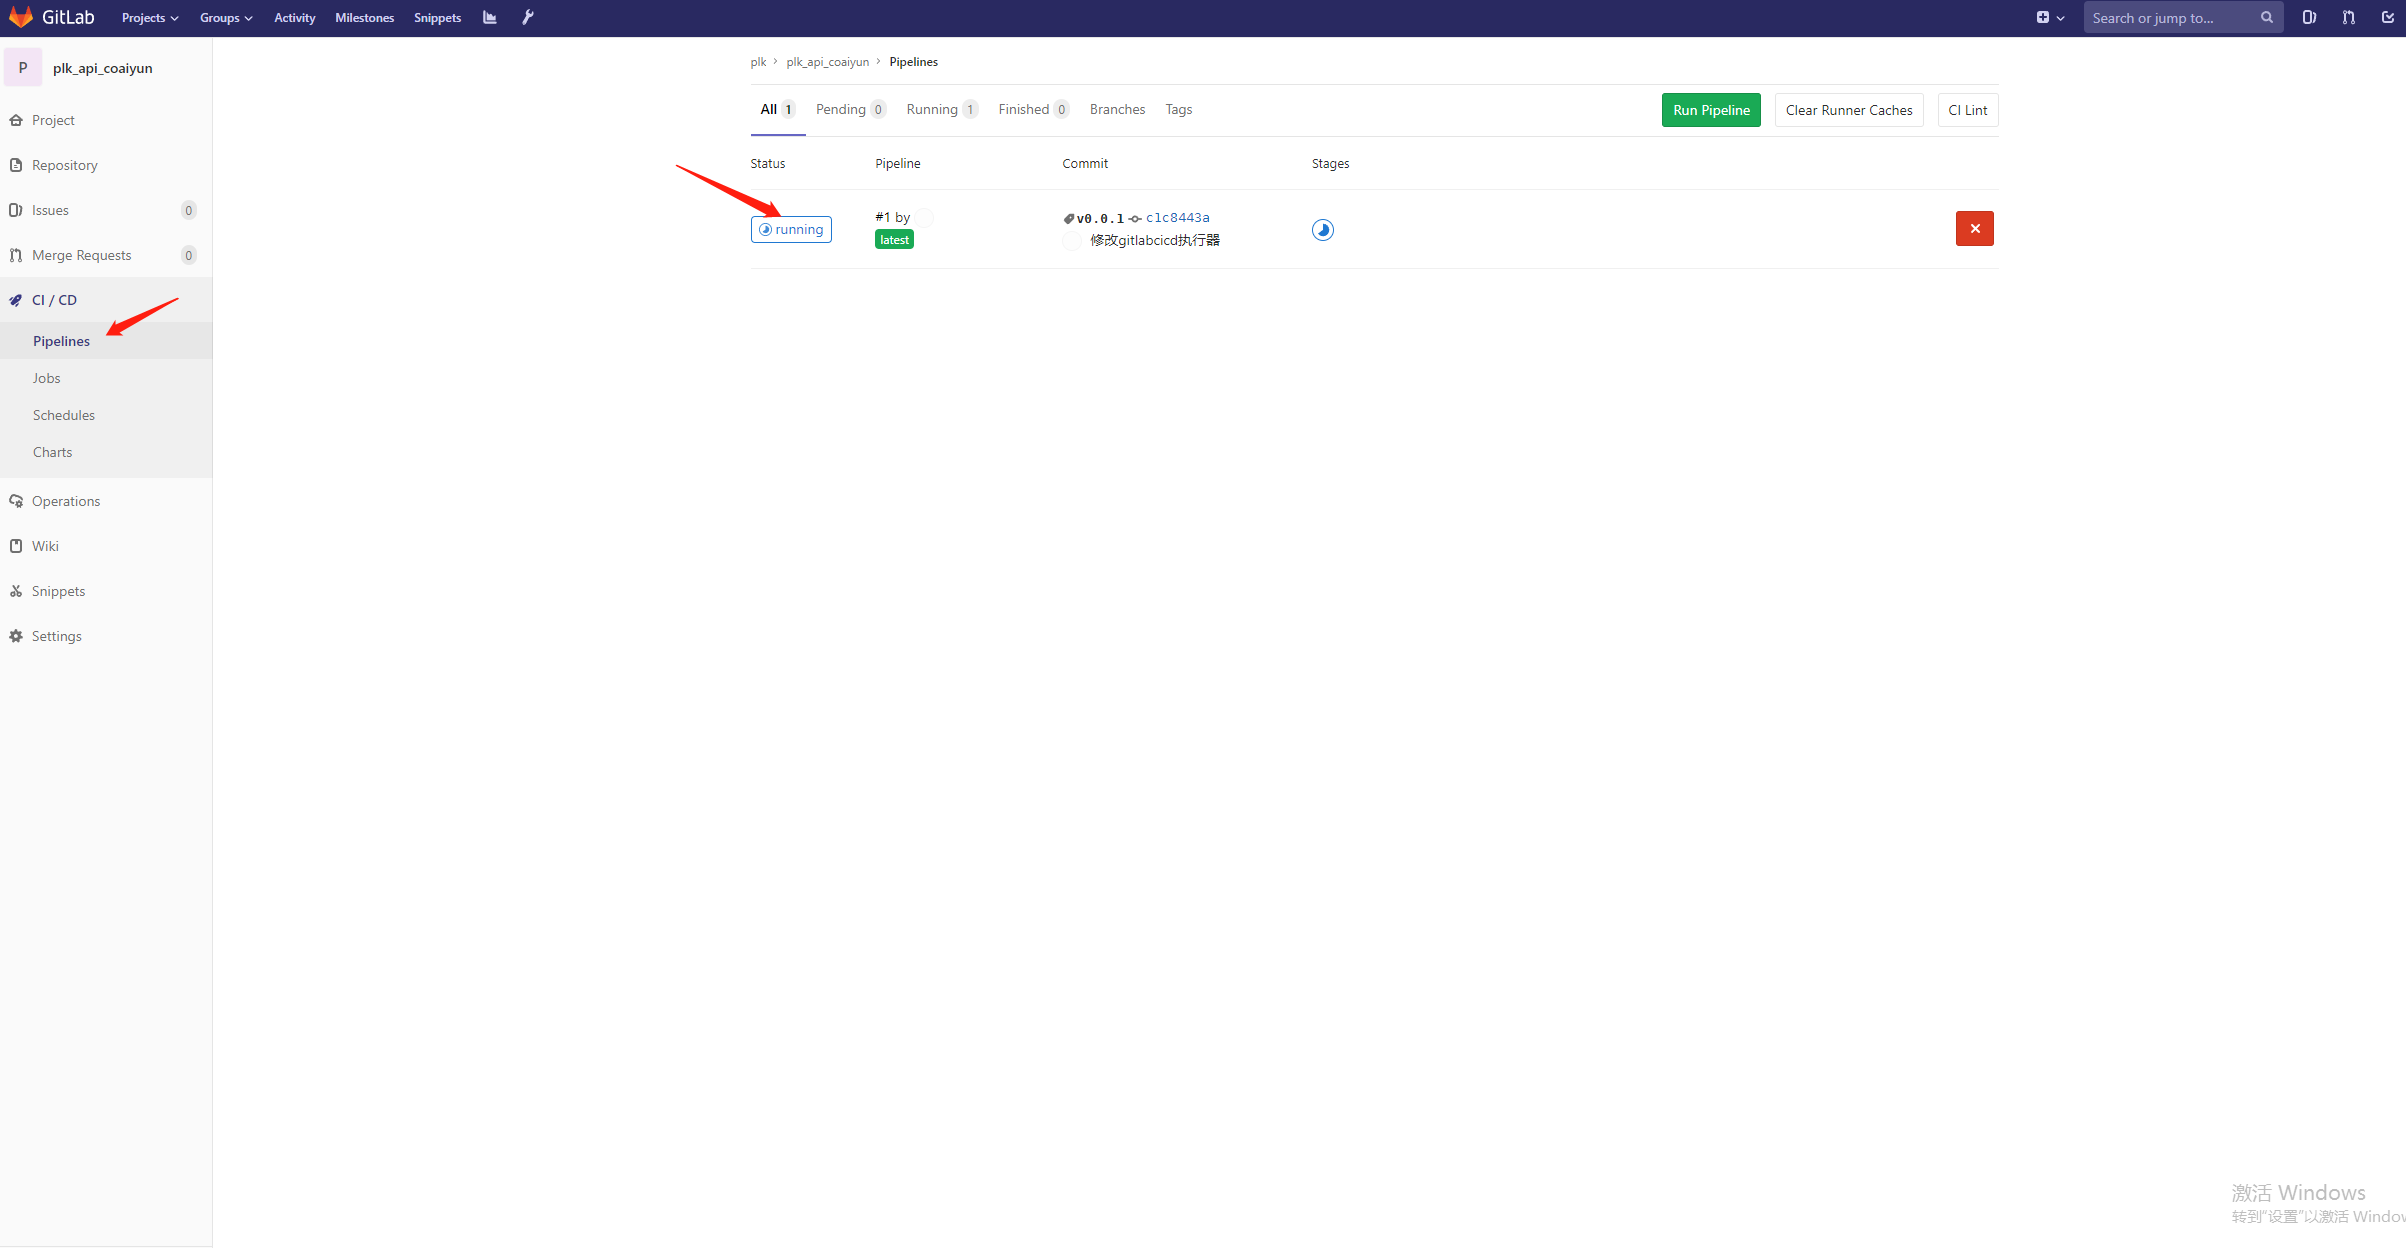 GitLab Projects Groups Activity Milestones Snippets Search or jump to...
P plk_api_coaiyun
Project
Repository
Issues 0
Merge Requests 0
CI / CD
Pipelines
Jobs
Schedules
Charts
Operations
Wiki
Snippets
Settings
plk › plk_api_coaiyun › Pipelines
All 1 Pending 0 Running 1 Finished 0 Branches Tags Run Pipeline Clear Runner Caches CI Lint
Status Pipeline Commit Stages
running
#1 by
latest
v0.0.1 c1c8443a
修改gitlabcicd执行器
激活 Windows
转到"设置"以激活 Window